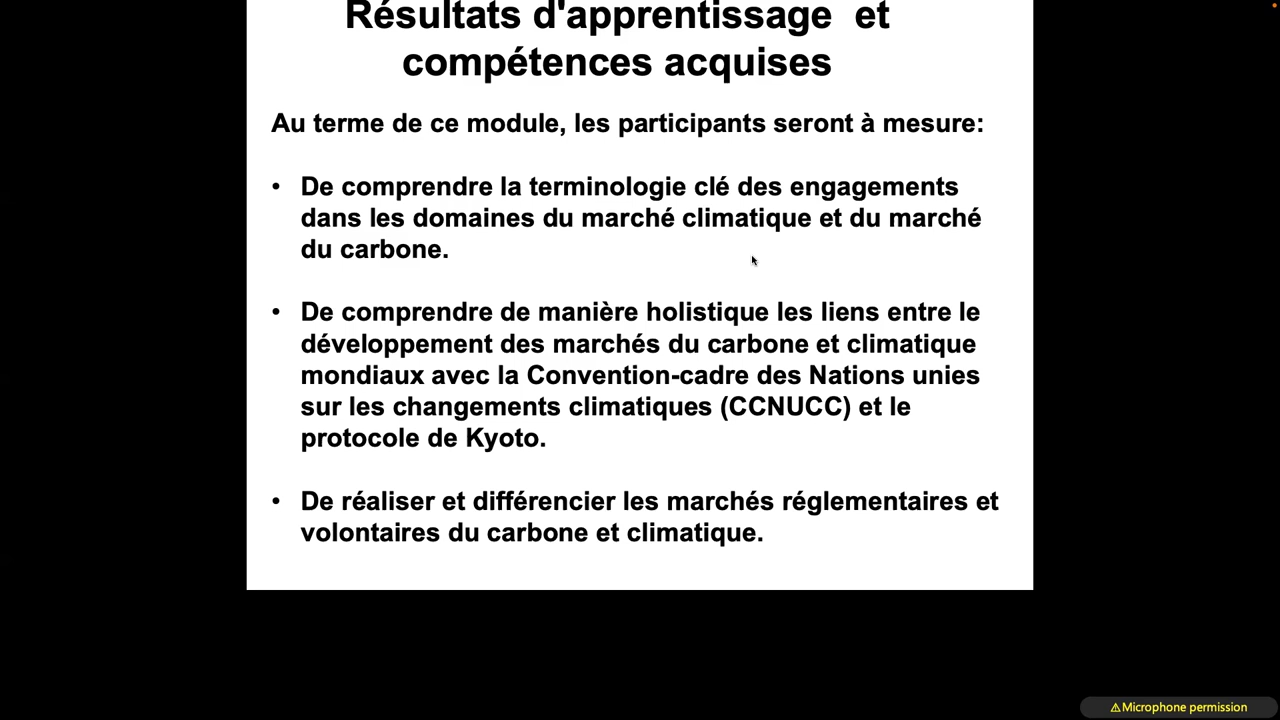 Résultats d'apprentissage et
compétences acquises
Au terme de ce module, les participants seront à mesure:
• De comprendre la terminologie clé des engagements
dans les domaines du marché climatique et du marché
du carbone.
• De comprendre de manière holistique les liens entre le
développement des marchés du carbone et climatique
mondiaux avec la Convention-cadre des Nations unies
sur les changements climatiques (CCNUCC) et le
protocole de Kyoto.
• De réaliser et différencier les marchés réglementaires et
volontaires du carbone et climatique.
⚠Microphone permission